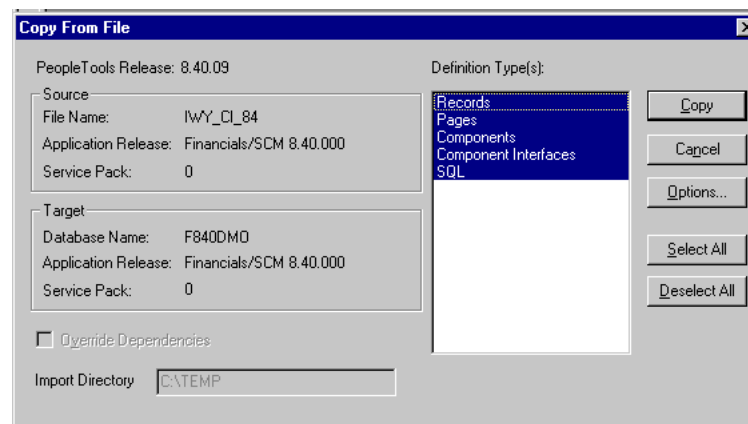 Copy From File
PeopleTools Release: 8.40.09
Source
File Name: IWY_CI_84
Application Release: Financials/SCM 8.40.000
Service Pack: 0
Target
Database Name: F840DMO
Application Release: Financials/SCM 8.40.000
Service Pack: 0
Override Dependencies
Import Directory C:\TEMP
Definition Type(s):
Records
Pages
Components
Component Interfaces
SQL
Copy
Cancel
Options...
Select All
Deselect All